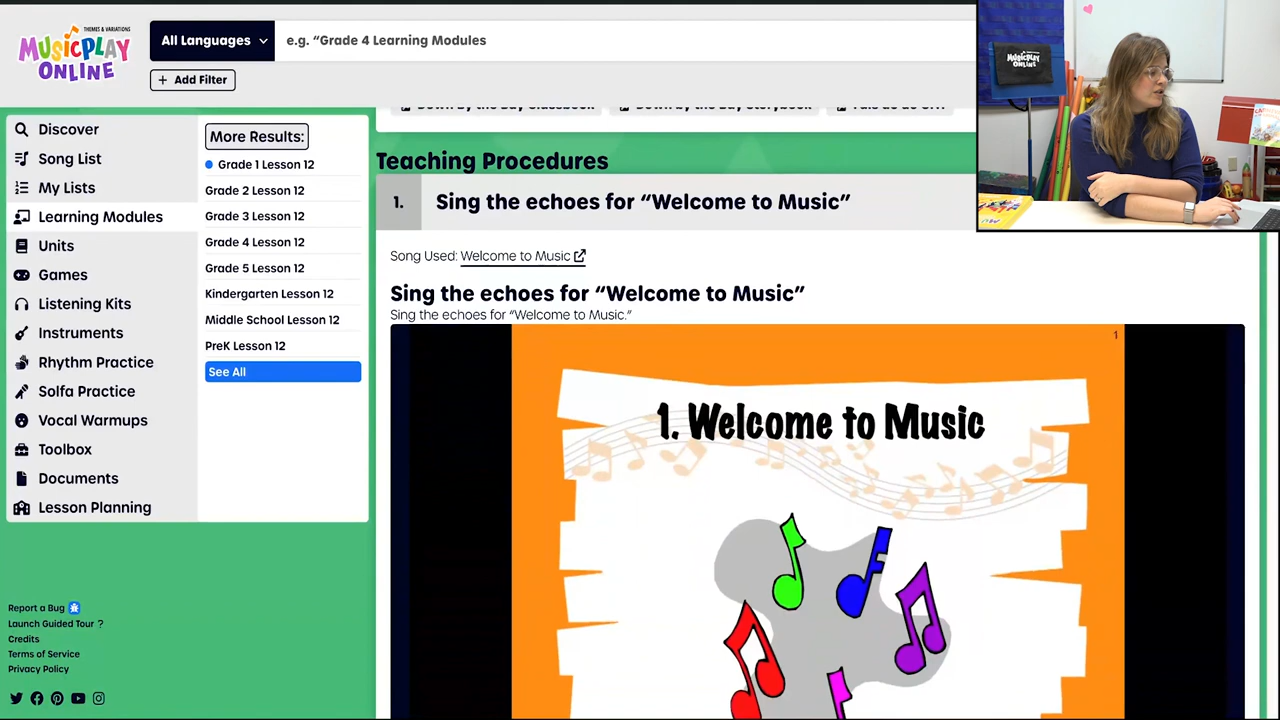 THEMES & VARIATIONS
MUSICPLAY
ONLINE
All Languages
e.g. “Grade 4 Learning Modules
+ Add Filter
MUSICPLAY
ONLINE
Discover
Song List
My Lists
Learning Modules
Units
Games
Listening Kits
Instruments
Rhythm Practice
Solfa Practice
Vocal Warmups
Toolbox
Documents
Lesson Planning
More Results:
Grade 1 Lesson 12
Grade 2 Lesson 12
Grade 3 Lesson 12
Grade 4 Lesson 12
Grade 5 Lesson 12
Kindergarten Lesson 12
Middle School Lesson 12
PreK Lesson 12
See All
Teaching Procedures
1. Sing the echoes for “Welcome to Music”
Song Used: Welcome to Music
Sing the echoes for “Welcome to Music”
Sing the echoes for “Welcome to Music.”
1
1. Welcome to Music
Report a Bug
Launch Guided Tour ?
Credits
Terms of Service
Privacy Policy